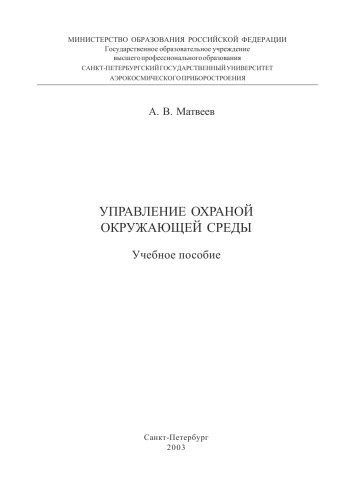 МИНИСТЕРСТВО ОБРАЗОВАНИЯ РОССИЙСКОЙ ФЕДЕРАЦИИ
Государственное образовательное учреждение
высшего профессионального образования
САНКТ-ПЕТЕРБУРГСКИЙ ГОСУДАРСТВЕННЫЙ УНИВЕРСИТЕТ
АЭРОКОСМИЧЕСКОГО ПРИБОРОСТРОЕНИЯ
А. В. Матвеев
УПРАВЛЕНИЕ ОХРАНОЙ
ОКРУЖАЮЩЕЙ СРЕДЫ
Учебное пособие
Санкт-Петербург
2003